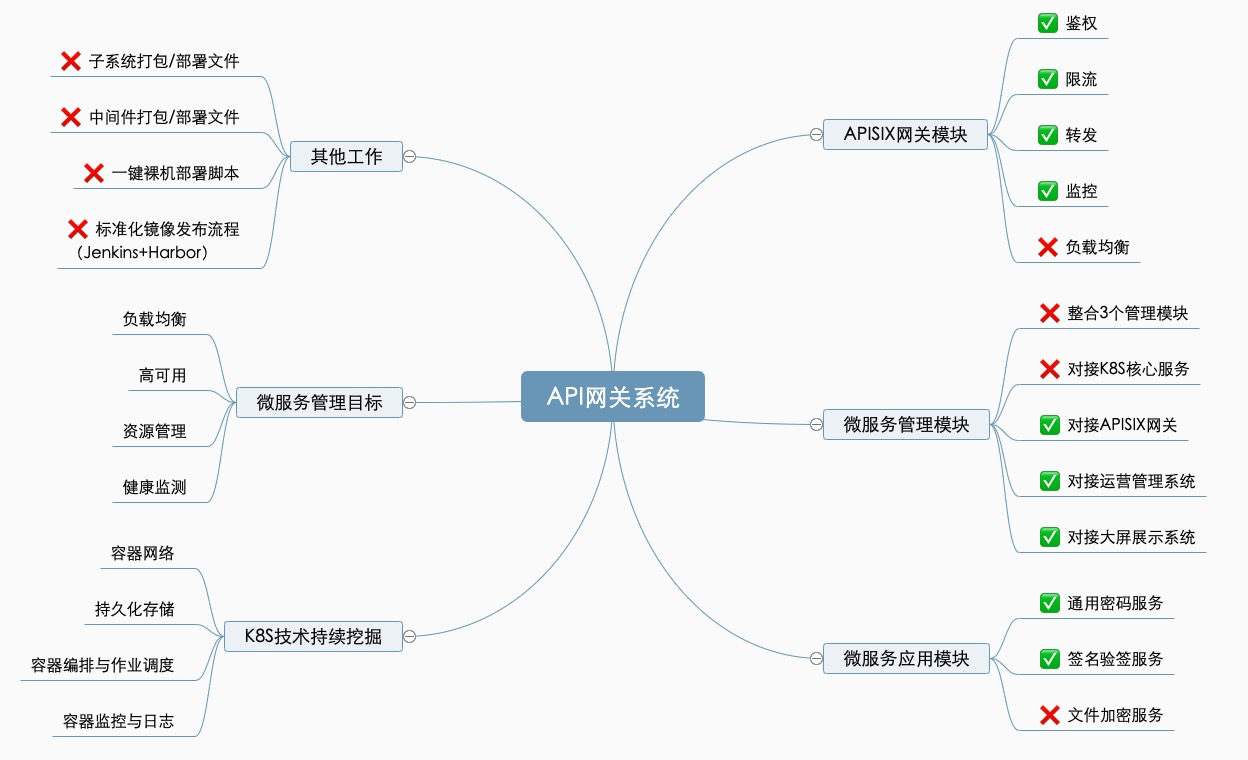 API网关系统
APISIX网关模块
✅ 鉴权
✅ 限流
✅ 转发
✅ 监控
❌ 负载均衡
微服务管理模块
❌ 整合3个管理模块
❌ 对接K8S核心服务
✅ 对接APISIX网关
✅ 对接运营管理系统
✅ 对接大屏展示系统
微服务应用模块
✅ 通用密码服务
✅ 签名验签服务
❌ 文件加密服务
其他工作
❌ 子系统打包/部署文件
❌ 中间件打包/部署文件
❌ 一键裸机部署脚本
❌ 标准化镜像发布流程
（Jenkins+Harbor）
微服务管理目标
负载均衡
高可用
资源管理
健康监测
K8S技术持续挖掘
容器网络
持久化存储
容器编排与作业调度
容器监控与日志